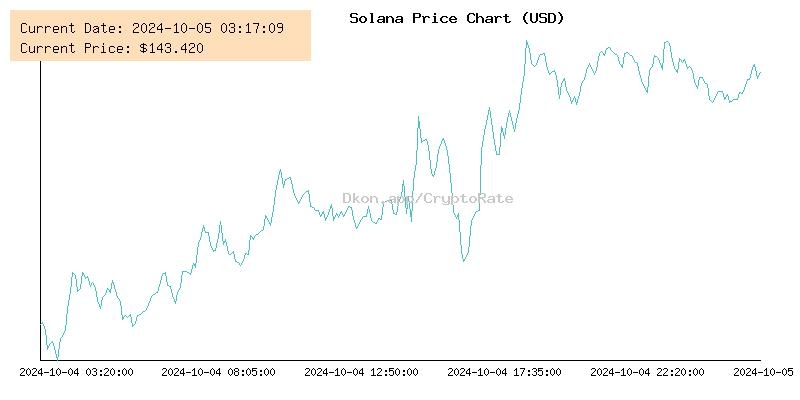 Solana Price Chart (USD)
Current Date: 2024-10-05 03:17:09
Current Price: $143.420
Dkon.app/CryptoRate
2024-10-04 03:20:00 2024-10-04 08:05:00 2024-10-04 12:50:00 2024-10-04 17:35:00 2024-10-04 22:20:00 2024-10-05